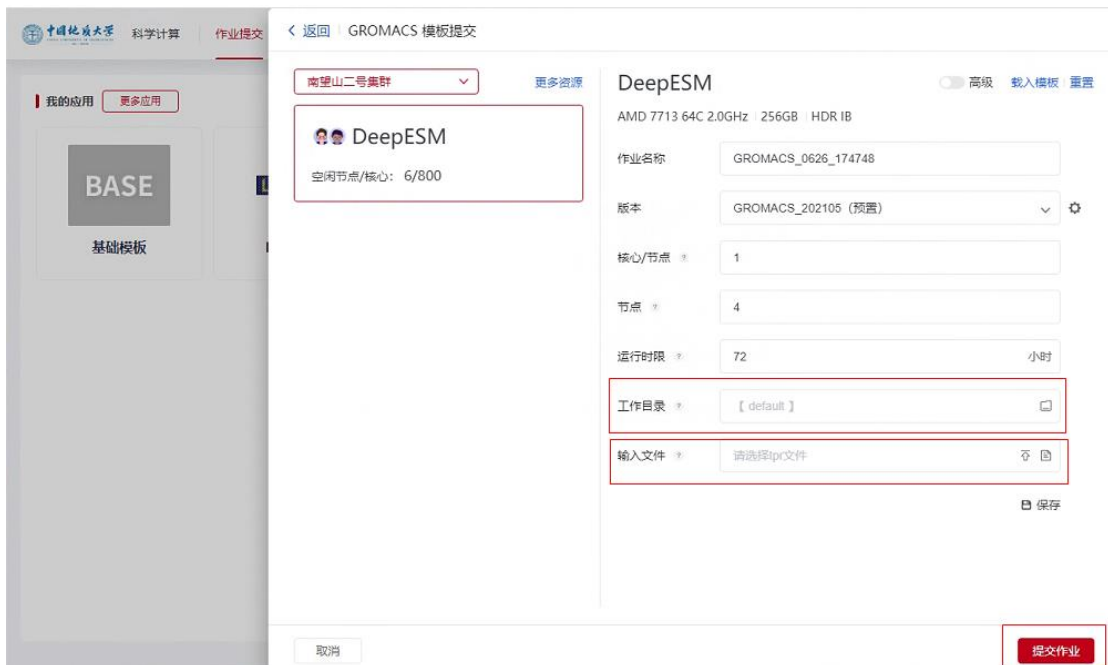 中国地质大学 科学计算 作业提交
我的应用 更多应用
BASE
基础模板
返回 GROMACS 模板提交
南望山二号集群 更多资源
DeepESM
空闲节点/核心: 6/800
DeepESM 高级 载入模板 重置
AMD 7713 64C 2.0GHz 256GB HDR IB
作业名称 GROMACS_0626_174748
版本 GROMACS_202105（预置）
核心/节点 ? 1
节点 ? 4
运行时限 ? 72 小时
工作目录 ? 【 default 】
输入文件 ? 请选择tpr文件
保存
取消 提交作业